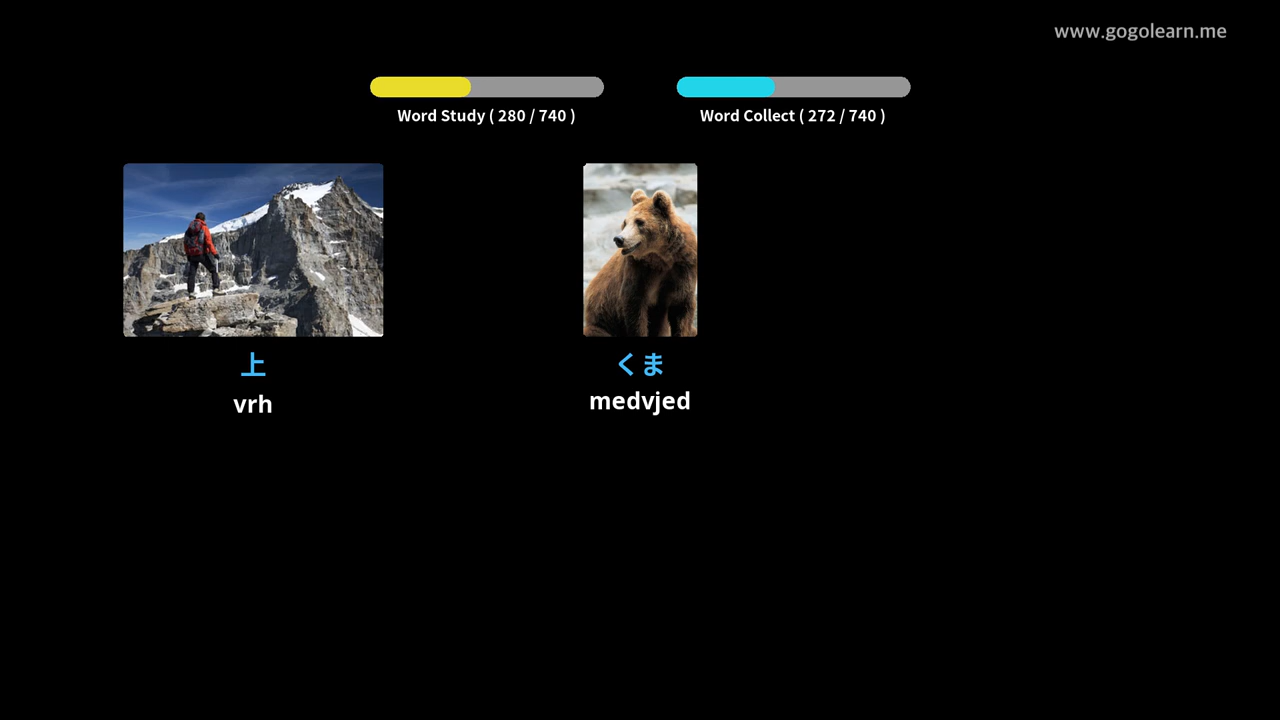 www.gogolearn.me
Word Study ( 280 / 740 )
Word Collect ( 272 / 740 )
上
vrh
くま
medvjed